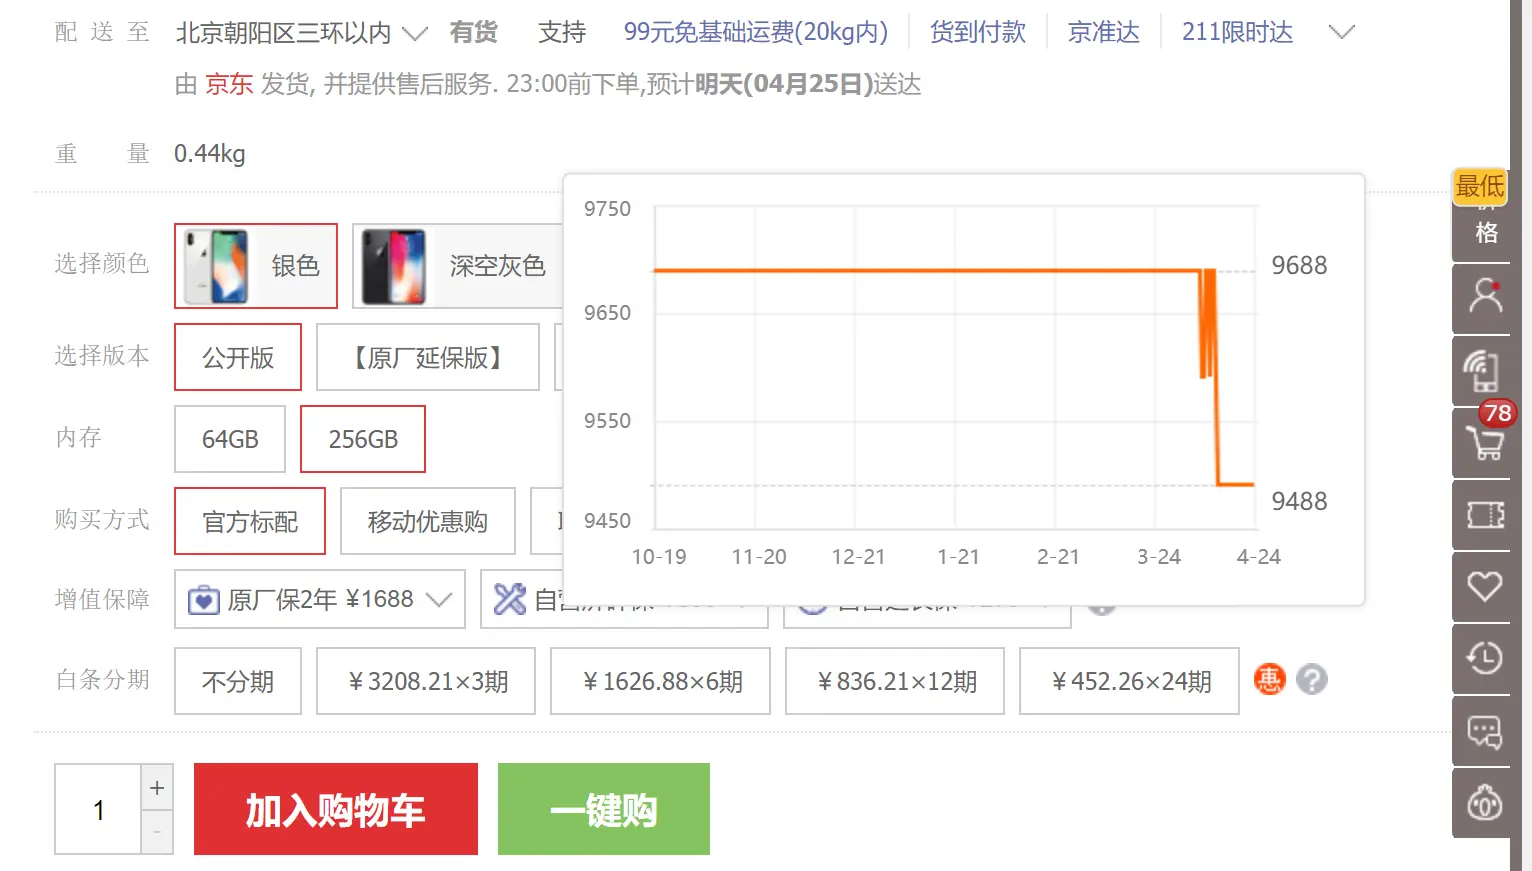 配送至 北京朝阳区三环以内 有货 支持 99元免基础运费(20kg内) 货到付款 京准达 211限时达
由 京东 发货, 并提供售后服务. 23:00前下单,预计明天(04月25日)送达
重量 0.44kg
最低
格
选择颜色 银色 深空灰色
选择版本 公开版 【原厂延保版】
内存 64GB 256GB
购买方式 官方标配 移动优惠购
增值保障 原厂保2年 ¥1688 自营
白条分期 不分期 ¥3208.21×3期 ¥1626.88×6期 ¥836.21×12期 ¥452.26×24期 惠 ?
9750
9650
9550
9450
9688
9488
10-19 11-20 12-21 1-21 2-21 3-24 4-24
78
1 + - 加入购物车 一键购